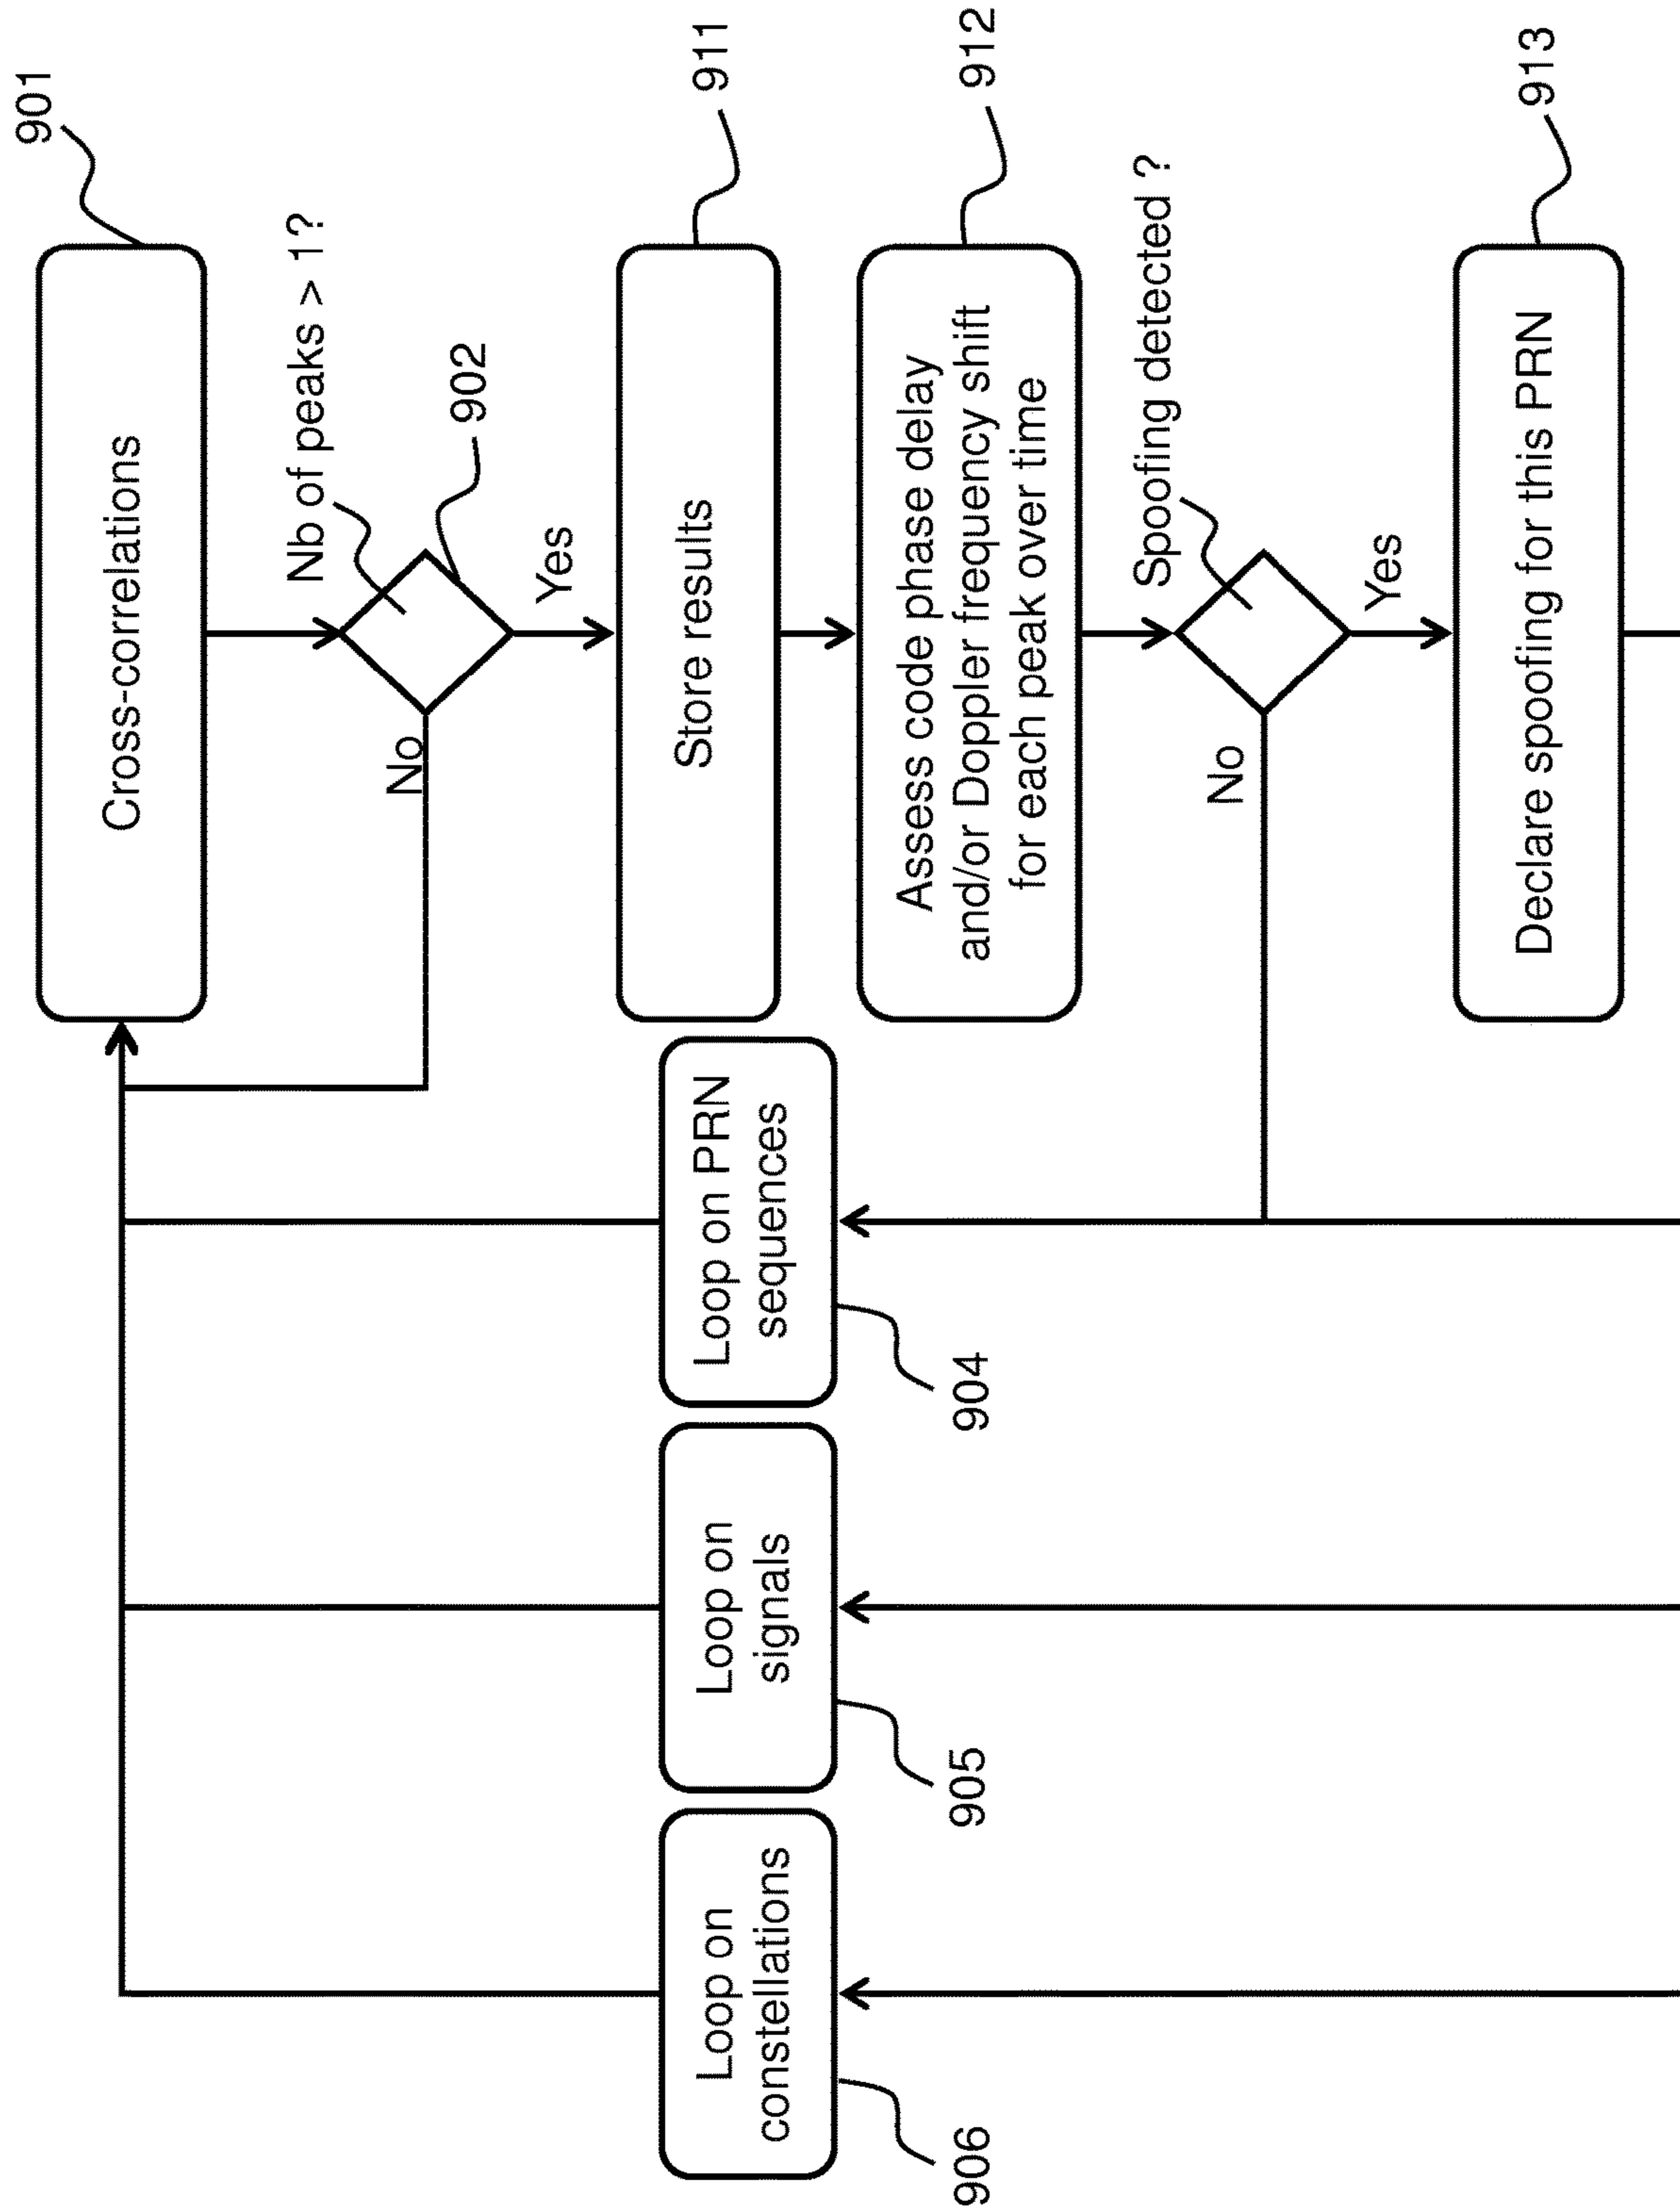 901
Cross-correlations
Nb of peaks > 1?
902
No
Yes
911
Store results
912
Assess code phase delay
and/or Doppler frequency shift
for each peak over time
Spoofing detected ?
No
Yes
913
Declare spoofing for this PRN
Loop on PRN
sequences
904
Loop on
signals
905
Loop on
constellations
906